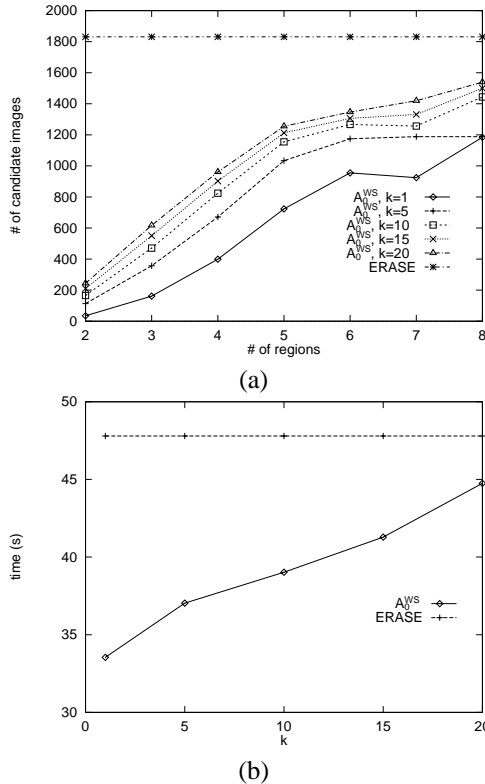 2000
1800
1600
1400
1200
1000
800
600
400
200
0
# of candidate images
A₀ᵂˢ, k=1
A₀ᵂˢ, k=5
A₀ᵂˢ, k=10
A₀ᵂˢ, k=15
A₀ᵂˢ, k=20
ERASE
2 3 4 5 6 7 8
# of regions
(a)
50
45
40
35
30
time (s)
A₀ᵂˢ
ERASE
0 5 10 15 20
k
(b)